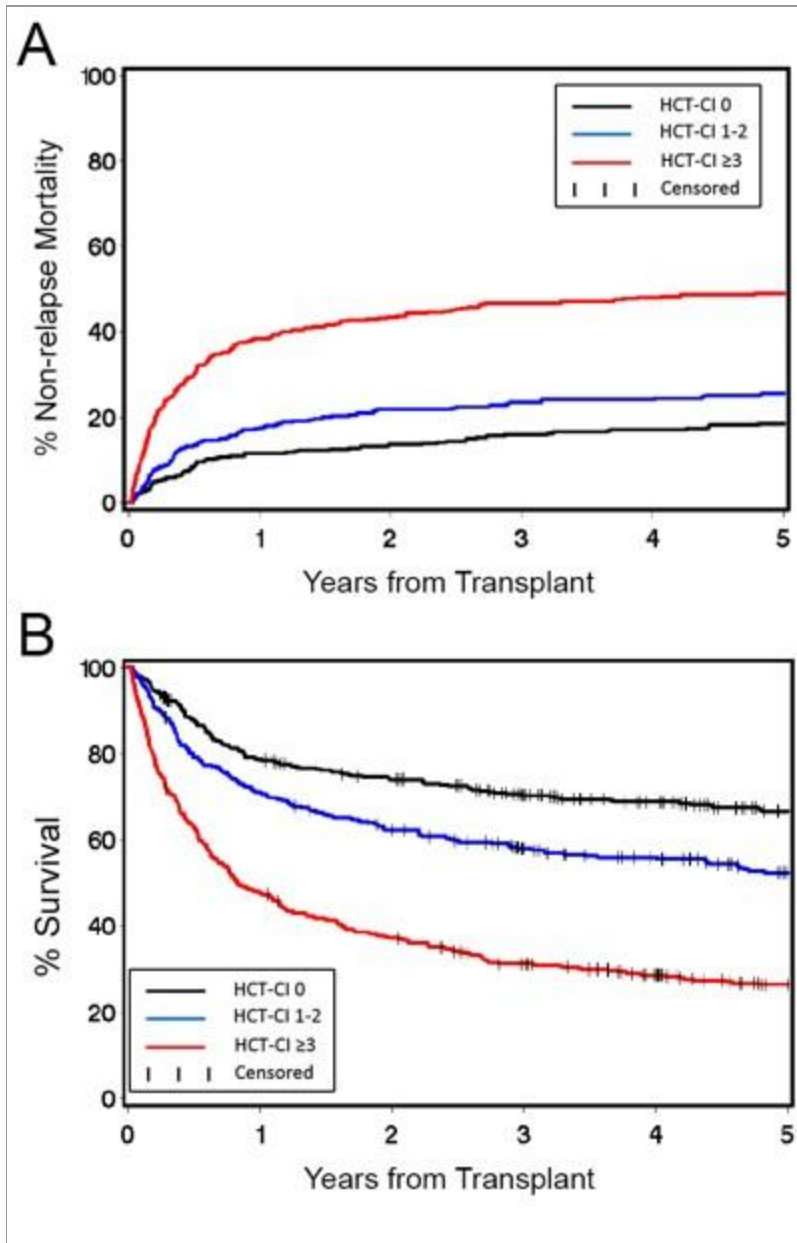 A
% Non-relapse Mortality
100
80
60
40
20
0
HCT-CI 0
HCT-CI 1-2
HCT-CI ≥3
Censored
0 1 2 3 4 5
Years from Transplant
B
% Survival
100
80
60
40
20
0
HCT-CI 0
HCT-CI 1-2
HCT-CI ≥3
Censored
0 1 2 3 4 5
Years from Transplant